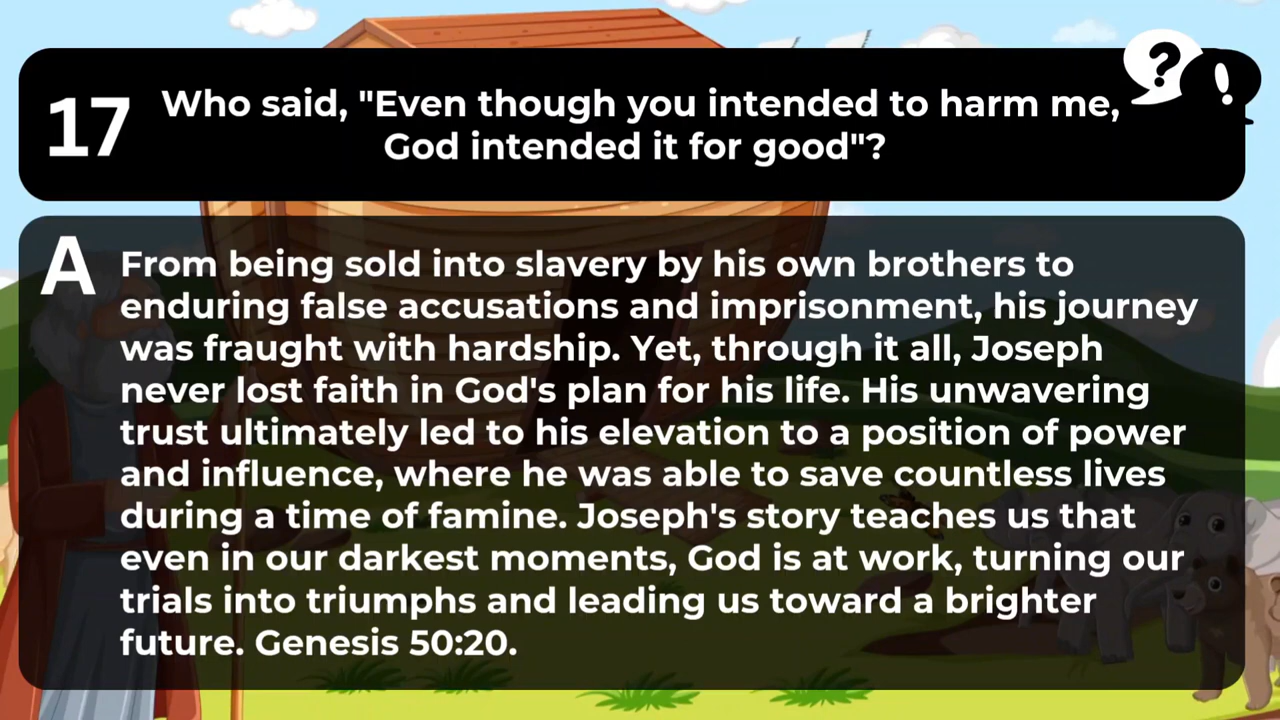 17
Who said, "Even though you intended to harm me,
God intended it for good"?
?
!
A
From being sold into slavery by his own brothers to
enduring false accusations and imprisonment, his journey
was fraught with hardship. Yet, through it all, Joseph
never lost faith in God's plan for his life. His unwavering
trust ultimately led to his elevation to a position of power
and influence, where he was able to save countless lives
during a time of famine. Joseph's story teaches us that
even in our darkest moments, God is at work, turning our
trials into triumphs and leading us toward a brighter
future. Genesis 50:20.